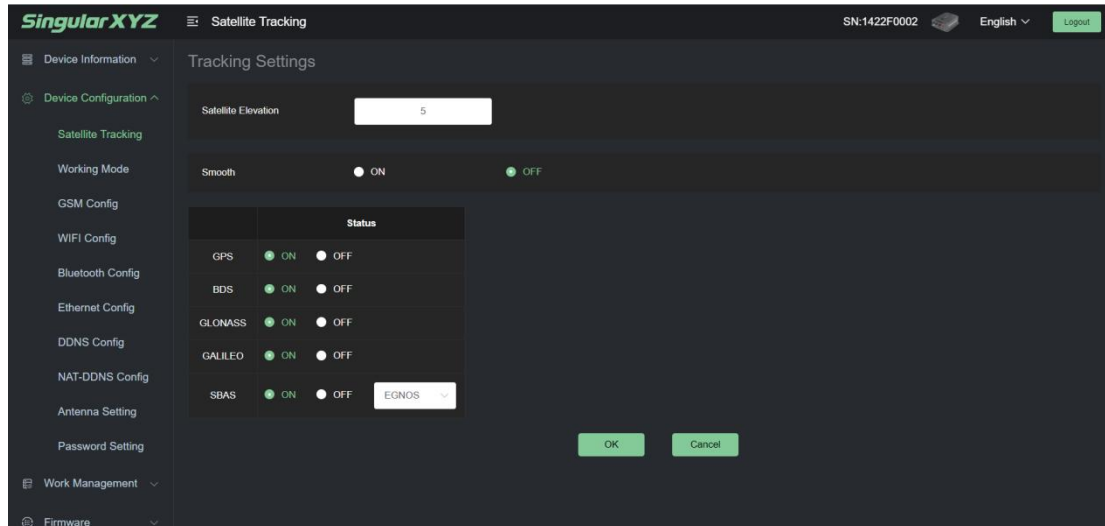 SingularXYZ
Satellite Tracking
SN:1422F0002
English
Logout
Device Information
Device Configuration
Satellite Tracking
Working Mode
GSM Config
WIFI Config
Bluetooth Config
Ethernet Config
DDNS Config
NAT-DDNS Config
Antenna Setting
Password Setting
Work Management
Firmware
Tracking Settings
Satellite Elevation 5
Smooth ON OFF
Status
GPS ON OFF
BDS ON OFF
GLONASS ON OFF
GALILEO ON OFF
SBAS ON OFF EGNOS
OK Cancel